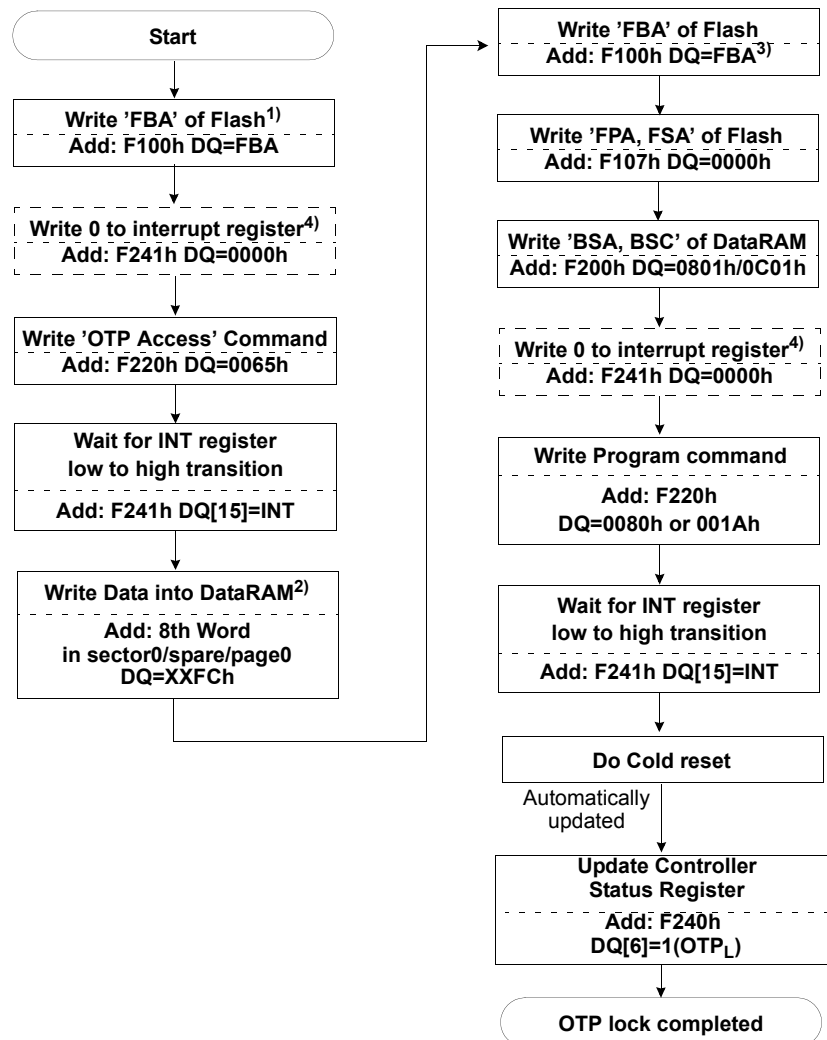 Start
Write ’FBA’ of Flash1)
Add: F100h DQ=FBA
Write 0 to interrupt register4)
Add: F241h DQ=0000h
Write ’OTP Access’ Command
Add: F220h DQ=0065h
Wait for INT register
low to high transition
Add: F241h DQ[15]=INT
Write Data into DataRAM2)
Add: 8th Word
in sector0/spare/page0
DQ=XXFCh
Write ’FBA’ of Flash
Add: F100h DQ=FBA3)
Write ’FPA, FSA’ of Flash
Add: F107h DQ=0000h
Write ’BSA, BSC’ of DataRAM
Add: F200h DQ=0801h/0C01h
Write 0 to interrupt register4)
Add: F241h DQ=0000h
Write Program command
Add: F220h
DQ=0080h or 001Ah
Wait for INT register
low to high transition
Add: F241h DQ[15]=INT
Do Cold reset
Automatically
updated
Update Controller
Status Register
Add: F240h
DQ[6]=1(OTPL)
OTP lock completed